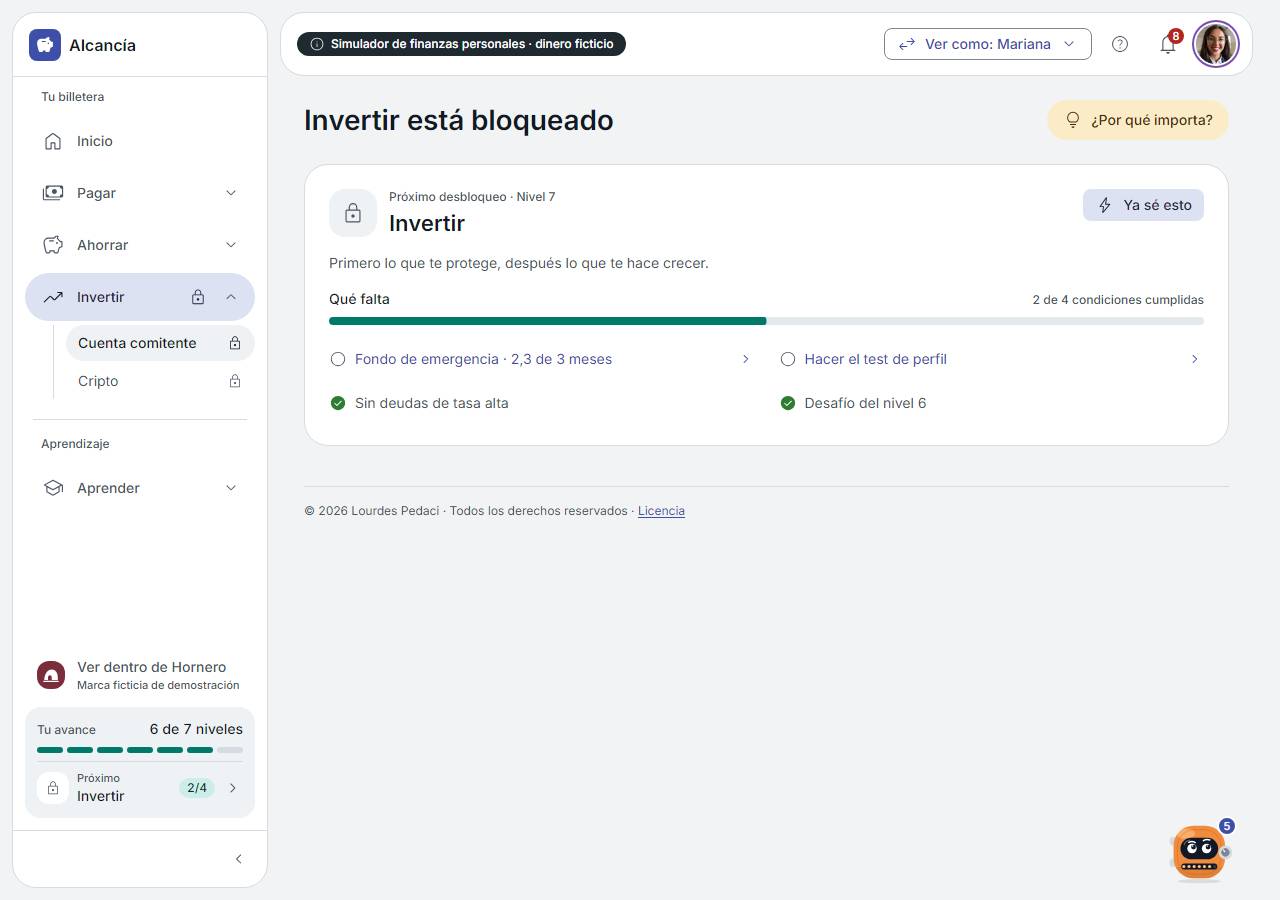 Alcancía
Simulador de finanzas personales · dinero ficticio
Ver como: Mariana
8
Tu billetera
Inicio
Pagar
Ahorrar
Invertir
Cuenta comitente
Cripto
Aprendizaje
Aprender
Ver dentro de Hornero
Marca ficticia de demostración
Tu avance
6 de 7 niveles
Próximo
Invertir
2/4
Invertir está bloqueado
¿Por qué importa?
Próximo desbloqueo · Nivel 7
Invertir
Ya sé esto
Primero lo que te protege, después lo que te hace crecer.
Qué falta
2 de 4 condiciones cumplidas
Fondo de emergencia · 2,3 de 3 meses
Hacer el test de perfil
Sin deudas de tasa alta
Desafío del nivel 6
© 2026 Lourdes Pedaci · Todos los derechos reservados · Licencia
5